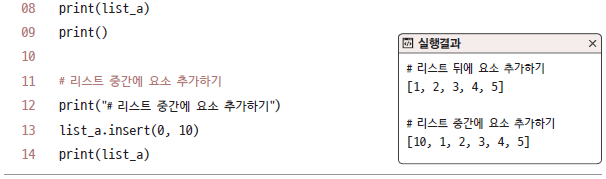 08 print(list_a)
09 print()
10
11 # 리스트 중간에 요소 추가하기
12 print("# 리스트 중간에 요소 추가하기")
13 list_a.insert(0, 10)
14 print(list_a)
실행결과 ×
# 리스트 뒤에 요소 추가하기
[1, 2, 3, 4, 5]
# 리스트 중간에 요소 추가하기
[10, 1, 2, 3, 4, 5]